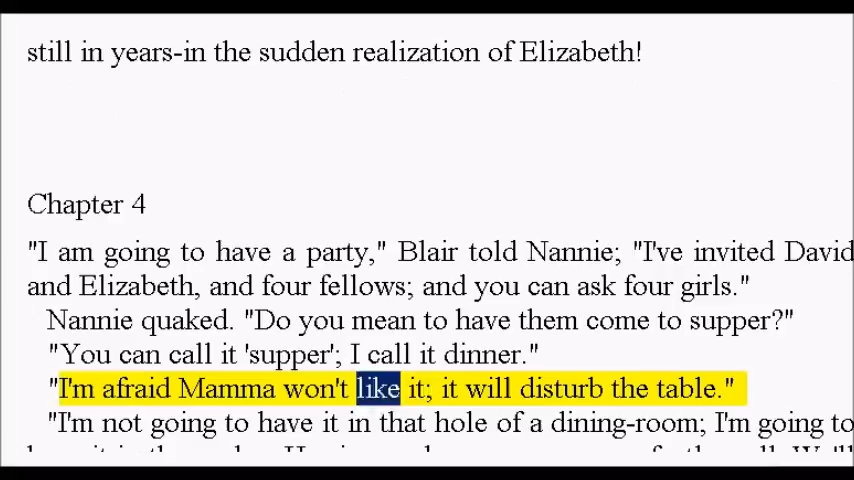 still in years-in the sudden realization of Elizabeth!
Chapter 4
"I am going to have a party," Blair told Nannie; "I've invited David
and Elizabeth, and four fellows; and you can ask four girls."
Nannie quaked. "Do you mean to have them come to supper?"
"You can call it 'supper'; I call it dinner."
"I'm afraid Mamma won't like it; it will disturb the table."
"I'm not going to have it in that hole of a dining-room; I'm going to